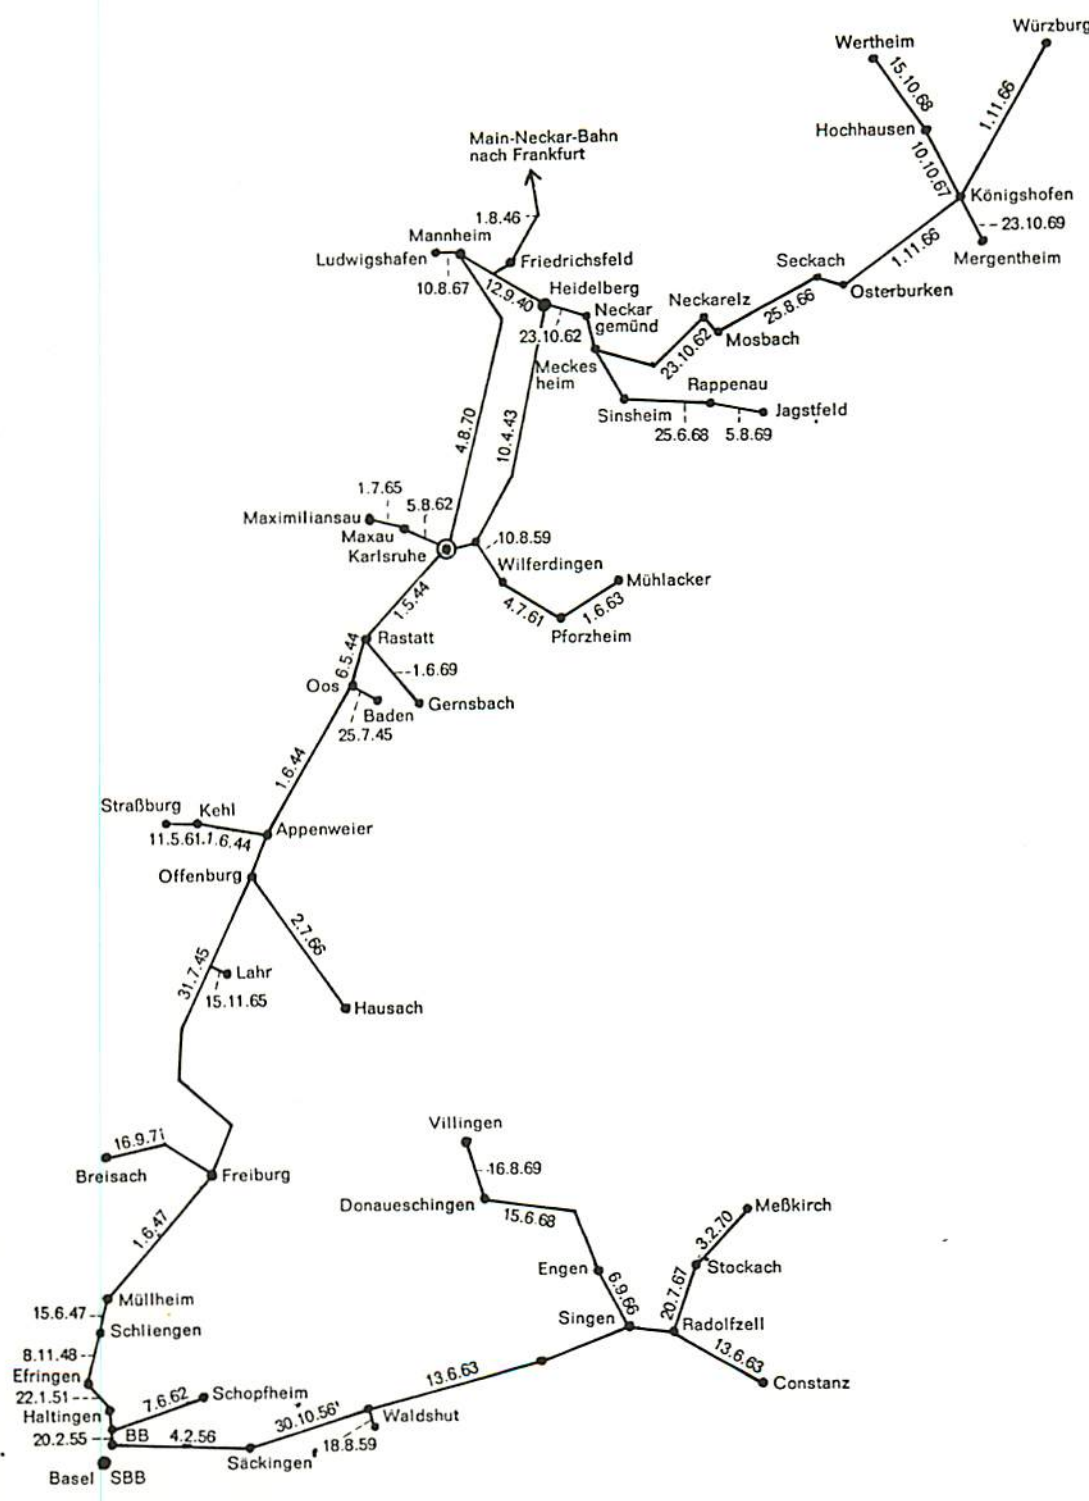 Würzburg
Wertheim
15.10.68
1.11.66
Hochhausen
10.10.67
Königshofen
23.10.69
Mergentheim
Main-Neckar-Bahn
nach Frankfurt
1.8.46
Mannheim
Ludwigshafen
Friedrichsfeld
10.8.67
12.9.40
Heidelberg
1.11.66
Seckach
Osterburken
25.8.66
Neckarelz
Mosbach
Neckar
gemünd
23.10.62
23.10.62
Meckes
heim
Rappenau
Sinsheim
Jagstfeld
25.6.68
5.8.69
4.8.70
10.4.43
1.7.65
5.8.62
Maximiliansau
Maxau
Karlsruhe
10.8.59
Wilferdingen
Mühlacker
4.7.61
1.6.63
Pforzheim
1.5.44
Rastatt
6.5.44
1.6.69
Oos
Baden
Gernsbach
25.7.45
1.6.44
Straßburg
Kehl
11.5.61.
1.6.44
Appenweier
Offenburg
2.7.66
31.7.45
Lahr
15.11.65
Hausach
16.9.71
Breisach
Freiburg
1.6.47
Villingen
16.8.69
Donaueschingen
15.6.68
Meßkirch
3.2.70
Engen
Stockach
6.9.66
20.7.67
Singen
Radolfzell
13.6.63
Constanz
Müllheim
15.6.47
Schliengen
8.11.48
Efringen
22.1.51
Haltingen
7.6.62
Schopfheim
13.6.63
20.2.55
BB
4.2.56
30.10.56
Waldshut
18.8.59
Säckingen
Basel
SBB